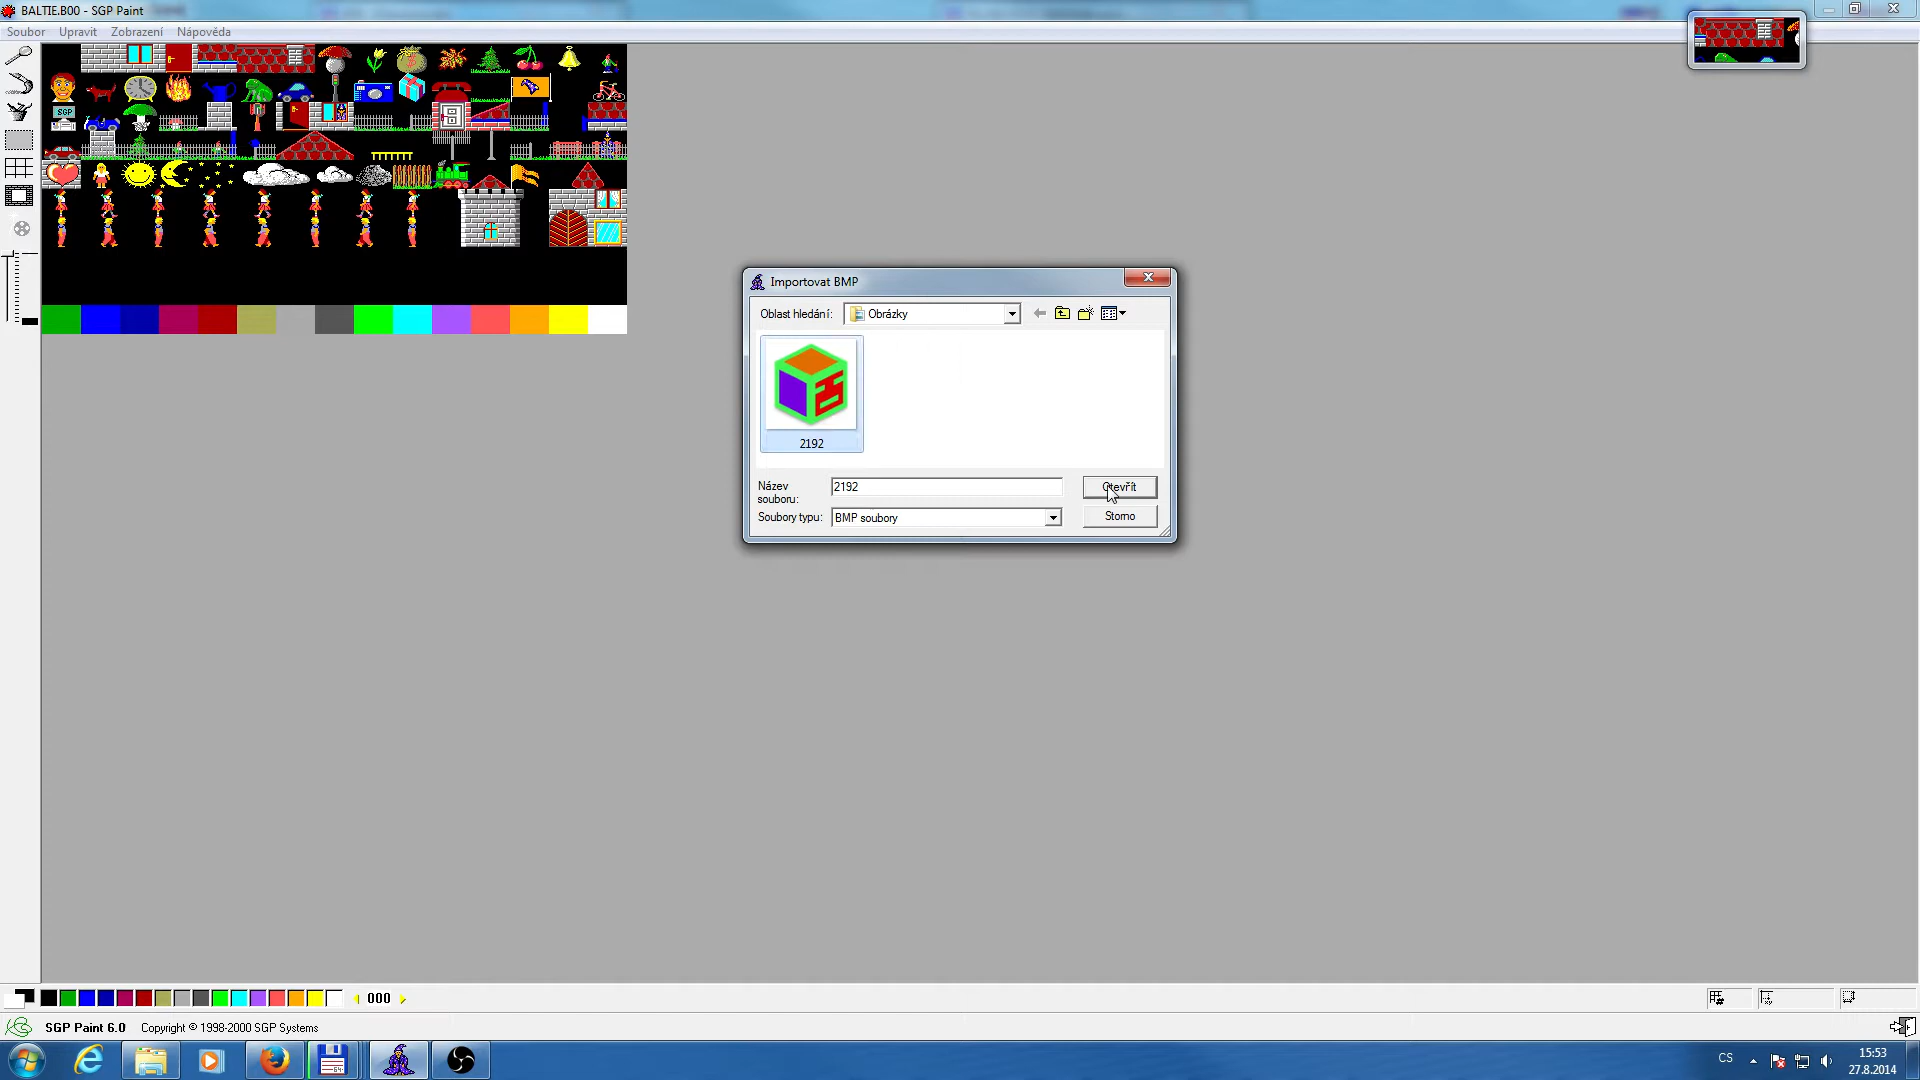 BALTIE.B00 - SGP Paint
Soubor Upravit Zobrazení Nápověda
SGP
Importovat BMP
Oblast hledání: Obrázky
2192
Název souboru: 2192
Otevřít
Soubory typu: BMP soubory
Storno
000
SGP Paint 6.0 Copyright © 1998-2000 SGP Systems
64
CS
15:53
27.8.2014